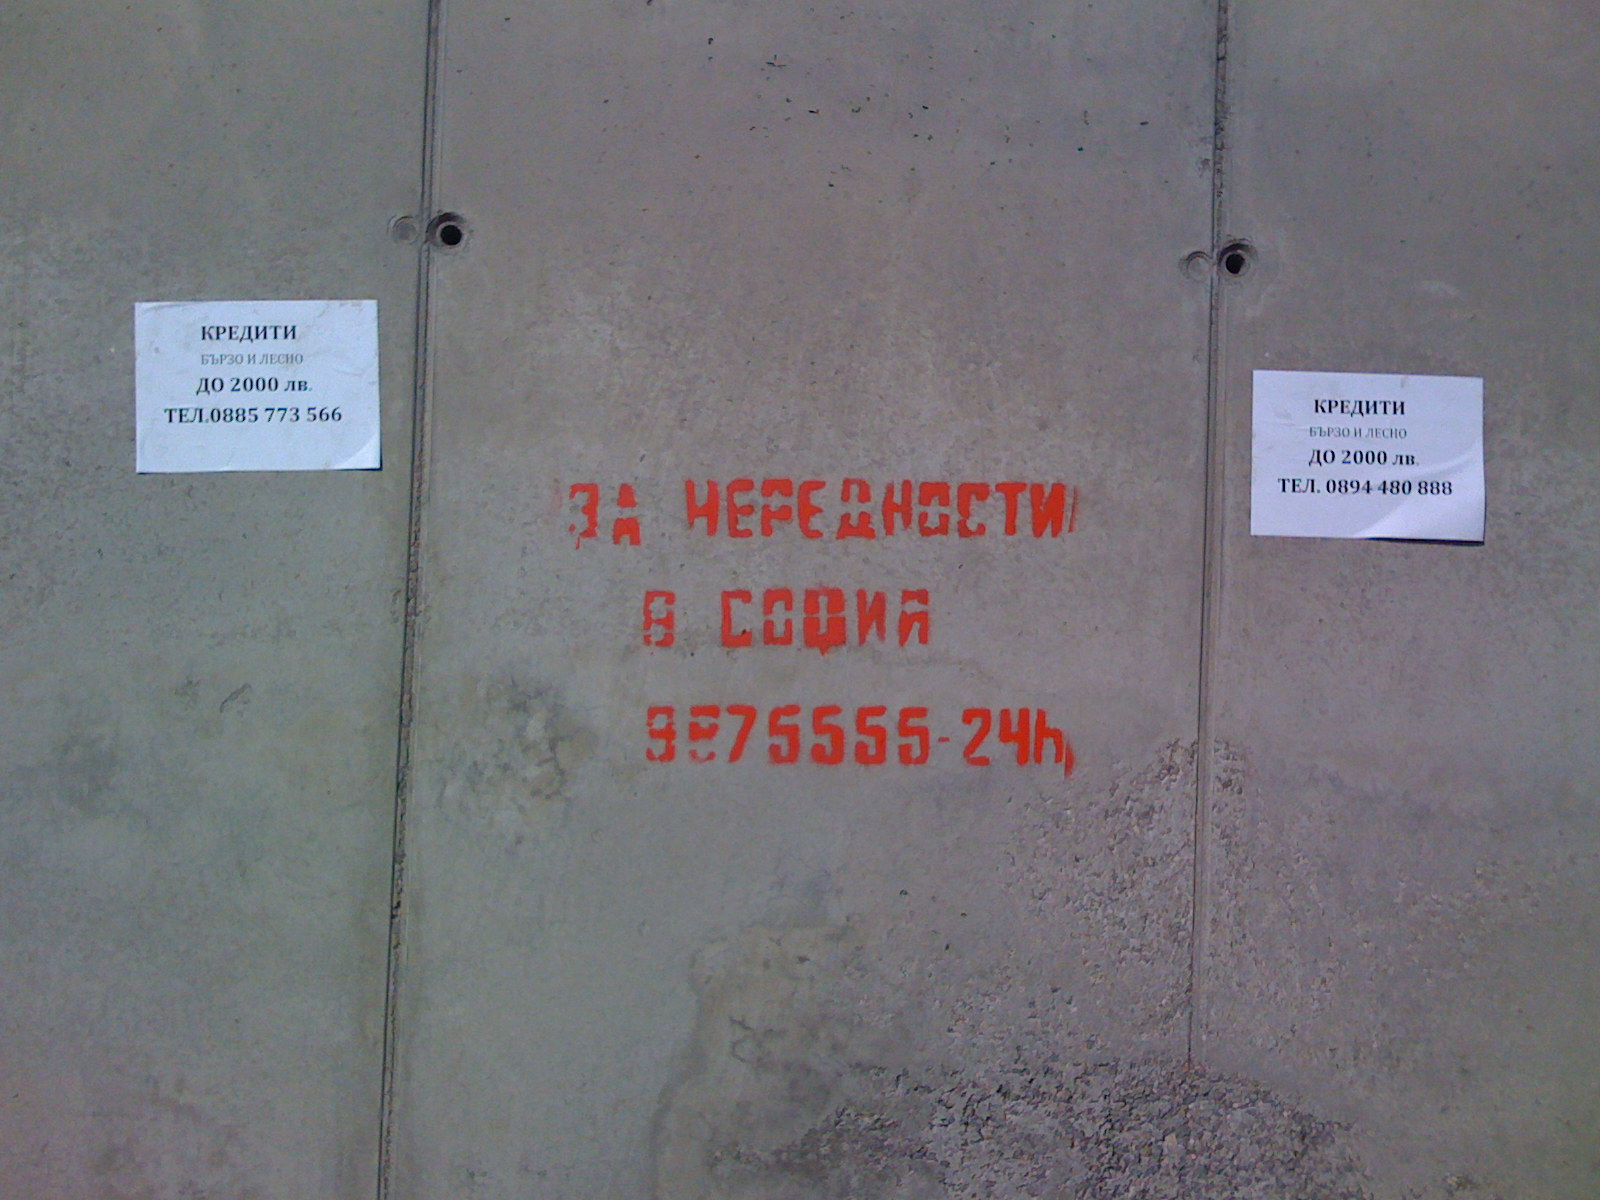 КРЕДИТИ
БЪРЗО И ЛЕСНО
ДО 2000 лв.
ТЕЛ.0885 773 566
ЗА НЕРЕДНОСТИ
В СОФИЯ
9875555-24h
КРЕДИТИ
БЪРЗО И ЛЕСНО
ДО 2000 лв.
ТЕЛ. 0894 480 888